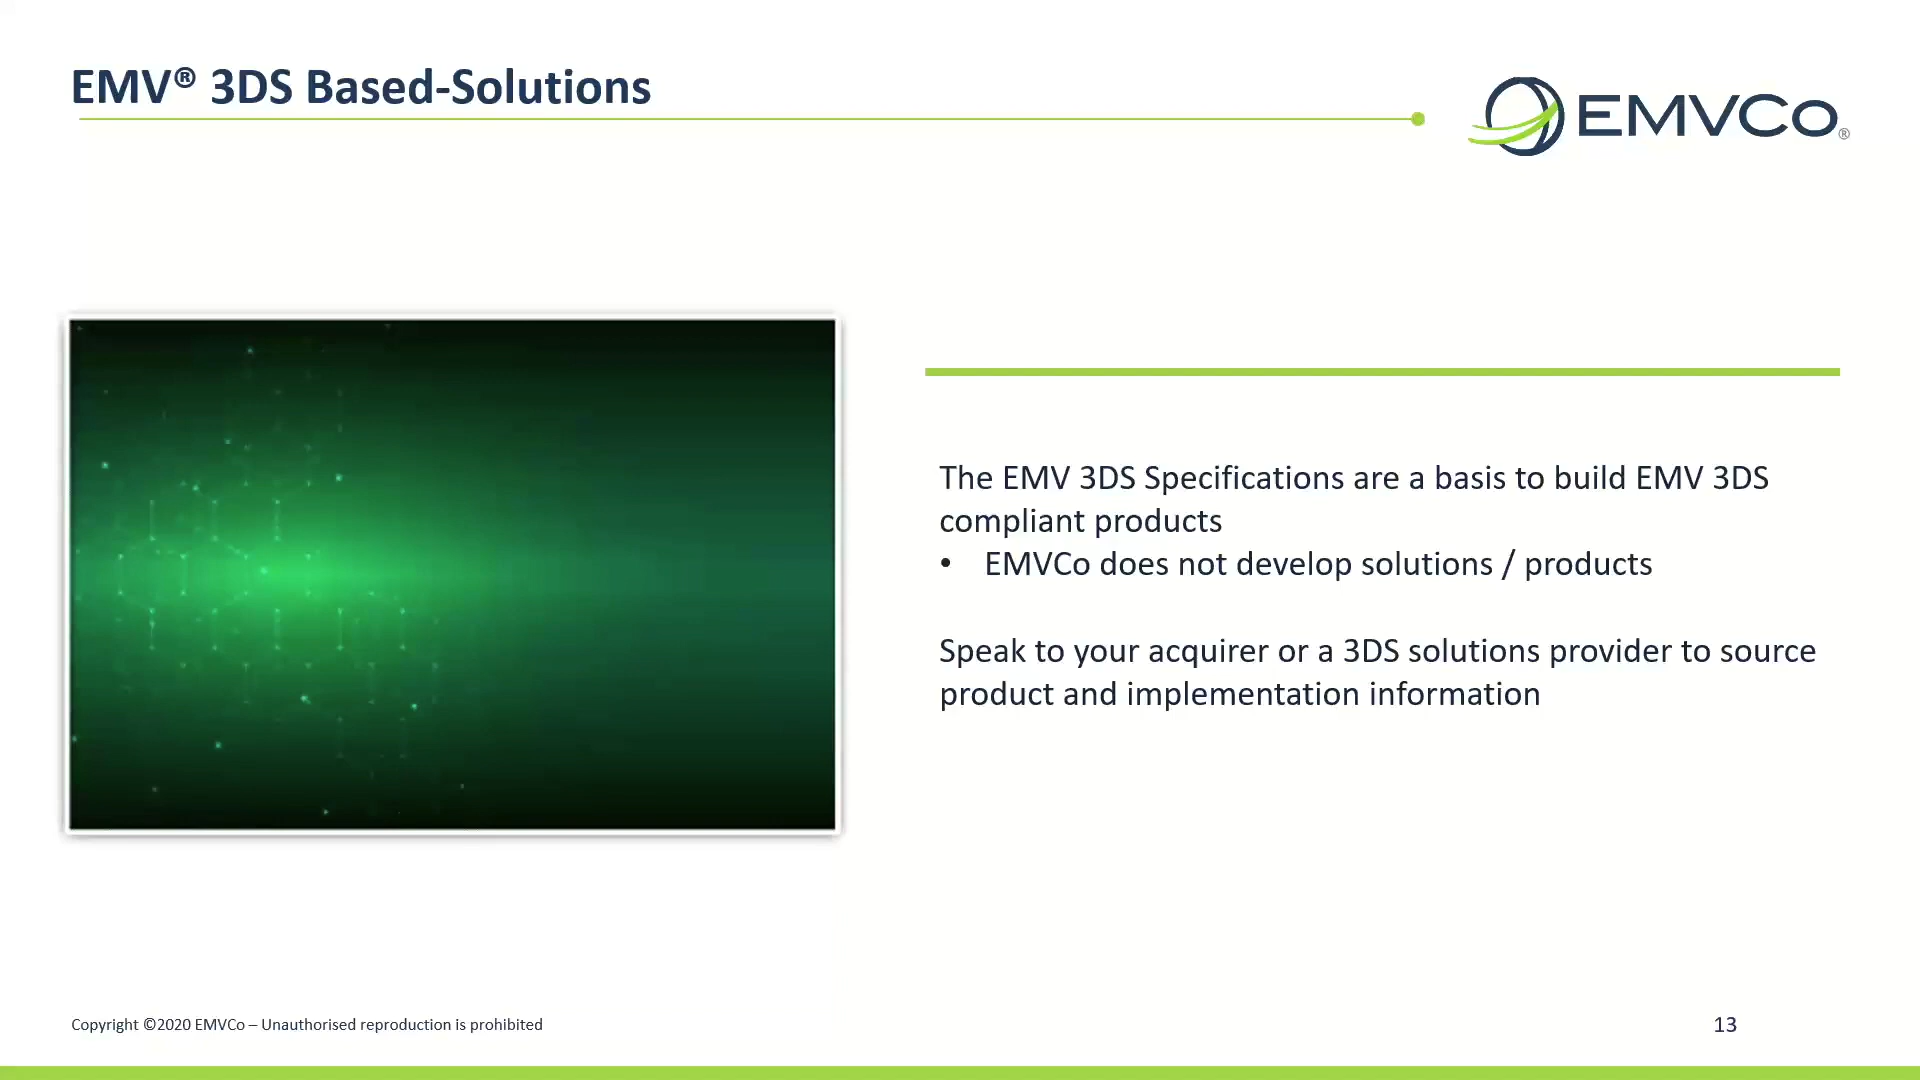 EMV® 3DS Based-Solutions
EMVCo®
The EMV 3DS Specifications are a basis to build EMV 3DS
compliant products
• EMVCo does not develop solutions / products
Speak to your acquirer or a 3DS solutions provider to source
product and implementation information
Copyright ©2020 EMVCo – Unauthorised reproduction is prohibited
13